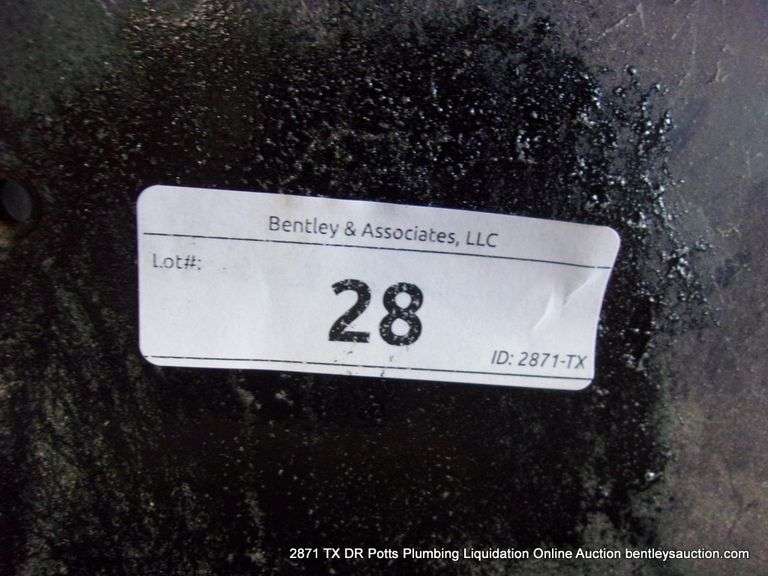 Bentley & Associates, LLC
Lot#:
28
ID: 2871-TX
2871 TX DR Potts Plumbing Liquidation Online Auction bentleysauction.com